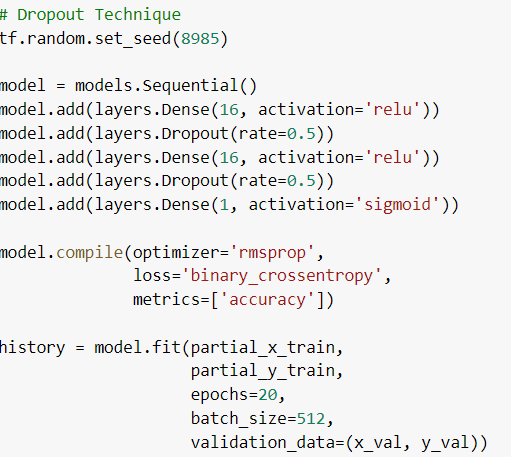 # Dropout Technique
tf.random.set_seed(8985)
model = models.Sequential()
model.add(layers.Dense(16, activation='relu'))
model.add(layers.Dropout(rate=0.5))
model.add(layers.Dense(16, activation='relu'))
model.add(layers.Dropout(rate=0.5))
model.add(layers.Dense(1, activation='sigmoid'))
model.compile(optimizer='rmsprop',
loss='binary_crossentropy',
metrics=['accuracy'])
history = model.fit(partial_x_train,
partial_y_train,
epochs=20,
batch_size=512,
validation_data=(x_val, y_val))